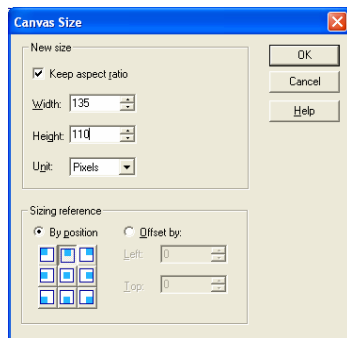 Canvas Size
New size
OK
Keep aspect ratio
Cancel
Width: 135
Help
Height: 110
Unit: Pixels
Sizing reference
By position Offset by:
Left: 0
Top: 0